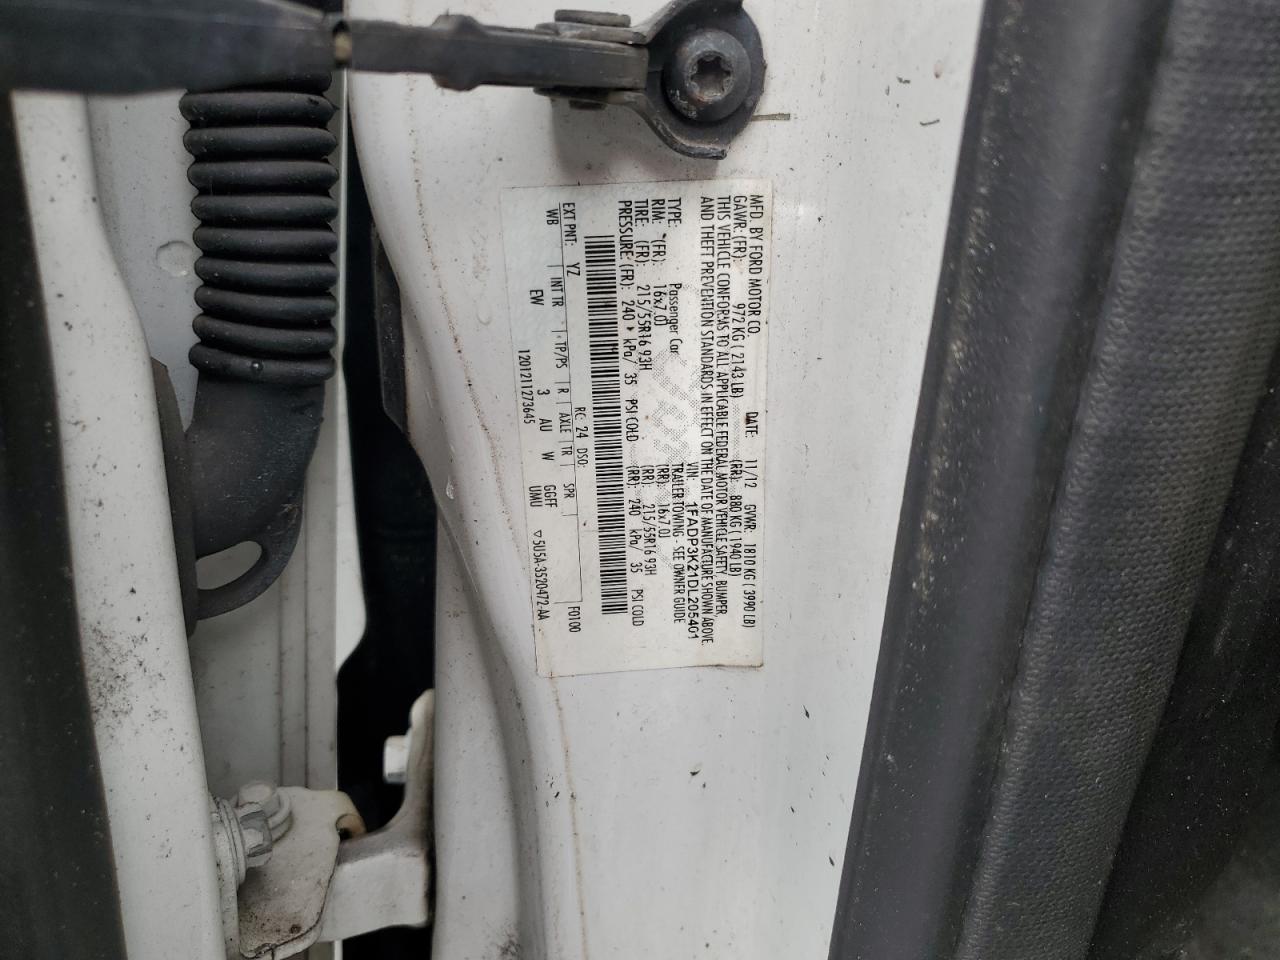 MFD. BY FORD MOTOR CO.
DATE: 11/12 GVWR: 1810 KG ( 3990 LB)
GAWR: (FR): 972 KG ( 2143 LB) (RR): 880 KG ( 1940 LB)
THIS VEHICLE CONFORMS TO ALL APPLICABLE FEDERAL MOTOR VEHICLE SAFETY, BUMPER,
AND THEFT PREVENTION STANDARDS IN EFFECT ON THE DATE OF MANUFACTURE SHOWN ABOVE.
VIN: 1FADP3K21DL205401
TYPE: Passenger Car TRAILER TOWING - SEE OWNER GUIDE
RIM: (FR): 16x7.0J (RR): 16x7.0J
TIRE: (FR): 215/55R16 93H (RR): 215/55R16 93H
PRESSURE: (FR): 240 kPa/ 35 PSI COLD (RR): 240 kPa/ 35 PSI COLD
EXT PNT: YZ RC: 24 DSO: F0100
WB INT TR TP/PS R AXLE TR SPR
EW 3 AU W GGFF
UMU
▽ 5U5A-3520472-AA
1201211273645